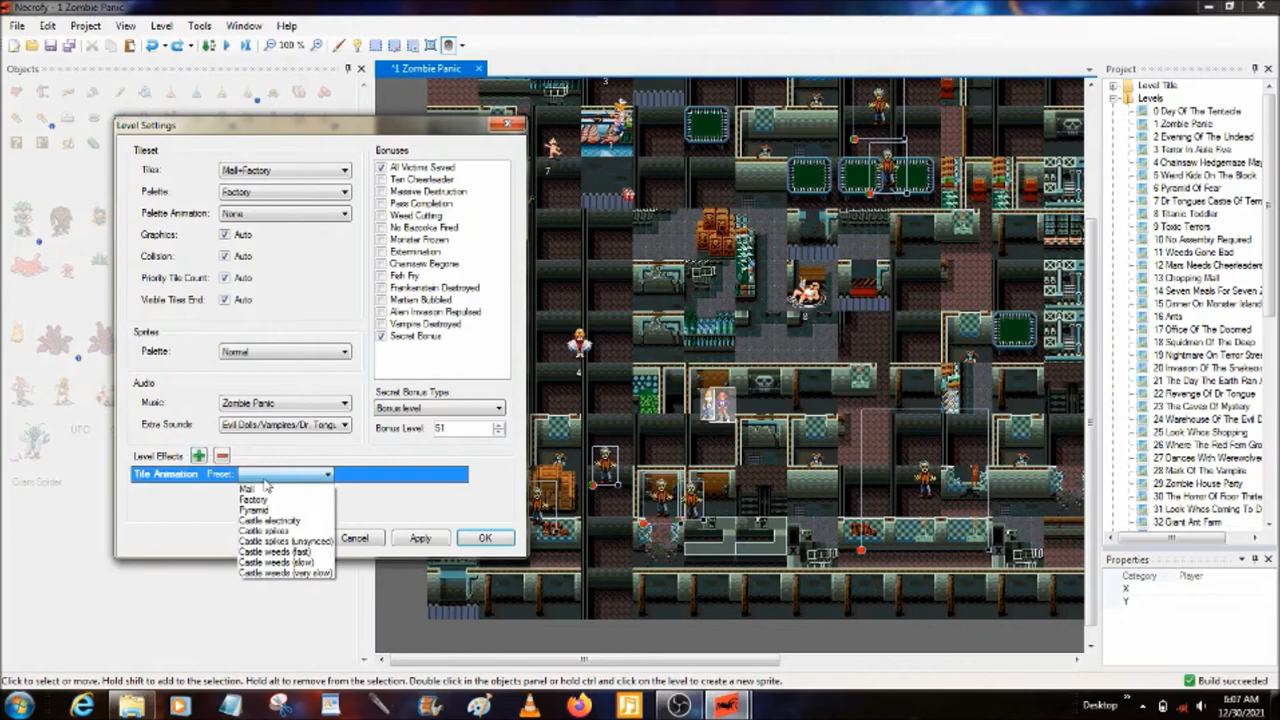 Necrofy - 1 Zombie Panic
File Edit Project View Level Tools Window Help
100 %
Objects
*1 Zombie Panic
Project
Level Title
Levels
0 Day Of The Tentacle
1 Zombie Panic
2 Evening Of The Undead
3 Terror In Aisle Five
4 Chainsaw Hedgemaze May
5 Weird Kids On The Block
6 Pyramid Of Fear
7 Dr Tongues Castle Of Terr
8 Titanic Toddler
9 Toxic Terrors
10 No Assembly Required
11 Weeds Gone Bad
12 Mars Needs Cheerleaders
13 Chopping Mall
14 Seven Meals For Seven
15 Dinner On Monster Island
16 Ants
17 Office Of The Doomed
18 Squidmen Of The Deep
19 Nightmare On Terror Stree
20 Invasion Of The Snakeoe
21 The Day The Earth Ran
22 Revenge Of Dr Tongue
23 The Caves Of Mystery
24 Warehouse Of The Evil D
25 Look Whos Shopping
26 Where The Red Fern Gro
27 Dances With Werewolves
28 Mark Of The Vampire
29 Zombie House Party
30 The Horror Of Floor Thirte
31 Look Whos Coming To D
32 Giant Ant Farm
Level Settings
Tileset
Tiles: Mall-Factory
Palette: Factory
Palette Animation: None
Graphics: Auto
Collision: Auto
Priority Tile Count: Auto
Visible Tiles End: Auto
Sprites
Palette: Normal
Audio
Music: Zombie Panic
Extra Sounds: Evil Dolls/Vampires/Dr. Tongu
Level Effects
Tile Animation Preset:
Mall
Factory
Pyramid
Castle electricity
Castle spikes
Castle spikes (unsynced)
Castle weeds (fast)
Castle weeds (slow)
Castle weeds (very slow)
Bonuses
All Victims Saved
Ten Cheerleader
Massive Destruction
Pass Completion
Weed Cutting
No Bazooka Fired
Monster Frozen
Extermination
Chainsaw Begone
Fish Fry
Frankenstein Destroyed
Martian Bubbled
Alien Invasion Repulsed
Vampire Destroyed
Secret Bonus
Secret Bonus Type:
Bonus level
Bonus Level: 51
Cancel Apply OK
UFO
Giant Spider
3
7
8
4
Properties
Category Player
X
Y
Click to select or move. Hold shift to add to the selection. Hold alt to remove from the selection. Double click in the objects panel or hold ctrl and click on the level to create a new sprite.
Build succeeded
Desktop
6:07 AM
12/30/2021